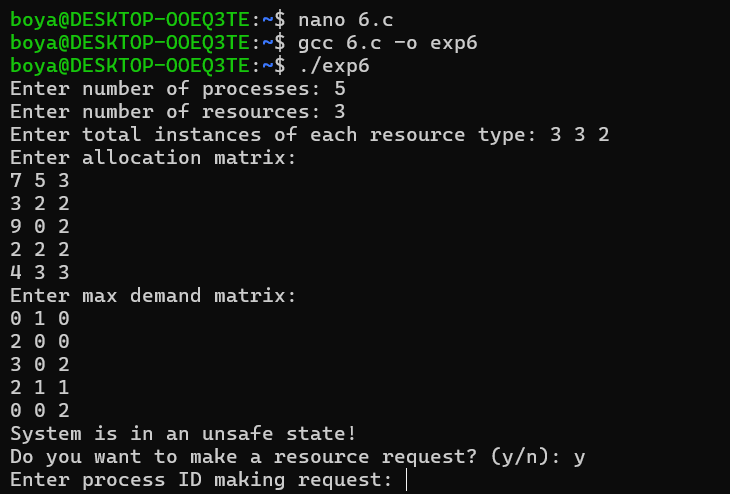 boya@DESKTOP-OOEQ3TE:~$ nano 6.c
boya@DESKTOP-OOEQ3TE:~$ gcc 6.c -o exp6
boya@DESKTOP-OOEQ3TE:~$ ./exp6
Enter number of processes: 5
Enter number of resources: 3
Enter total instances of each resource type: 3 3 2
Enter allocation matrix:
7 5 3
3 2 2
9 0 2
2 2 2
4 3 3
Enter max demand matrix:
0 1 0
2 0 0
3 0 2
2 1 1
0 0 2
System is in an unsafe state!
Do you want to make a resource request? (y/n): y
Enter process ID making request: